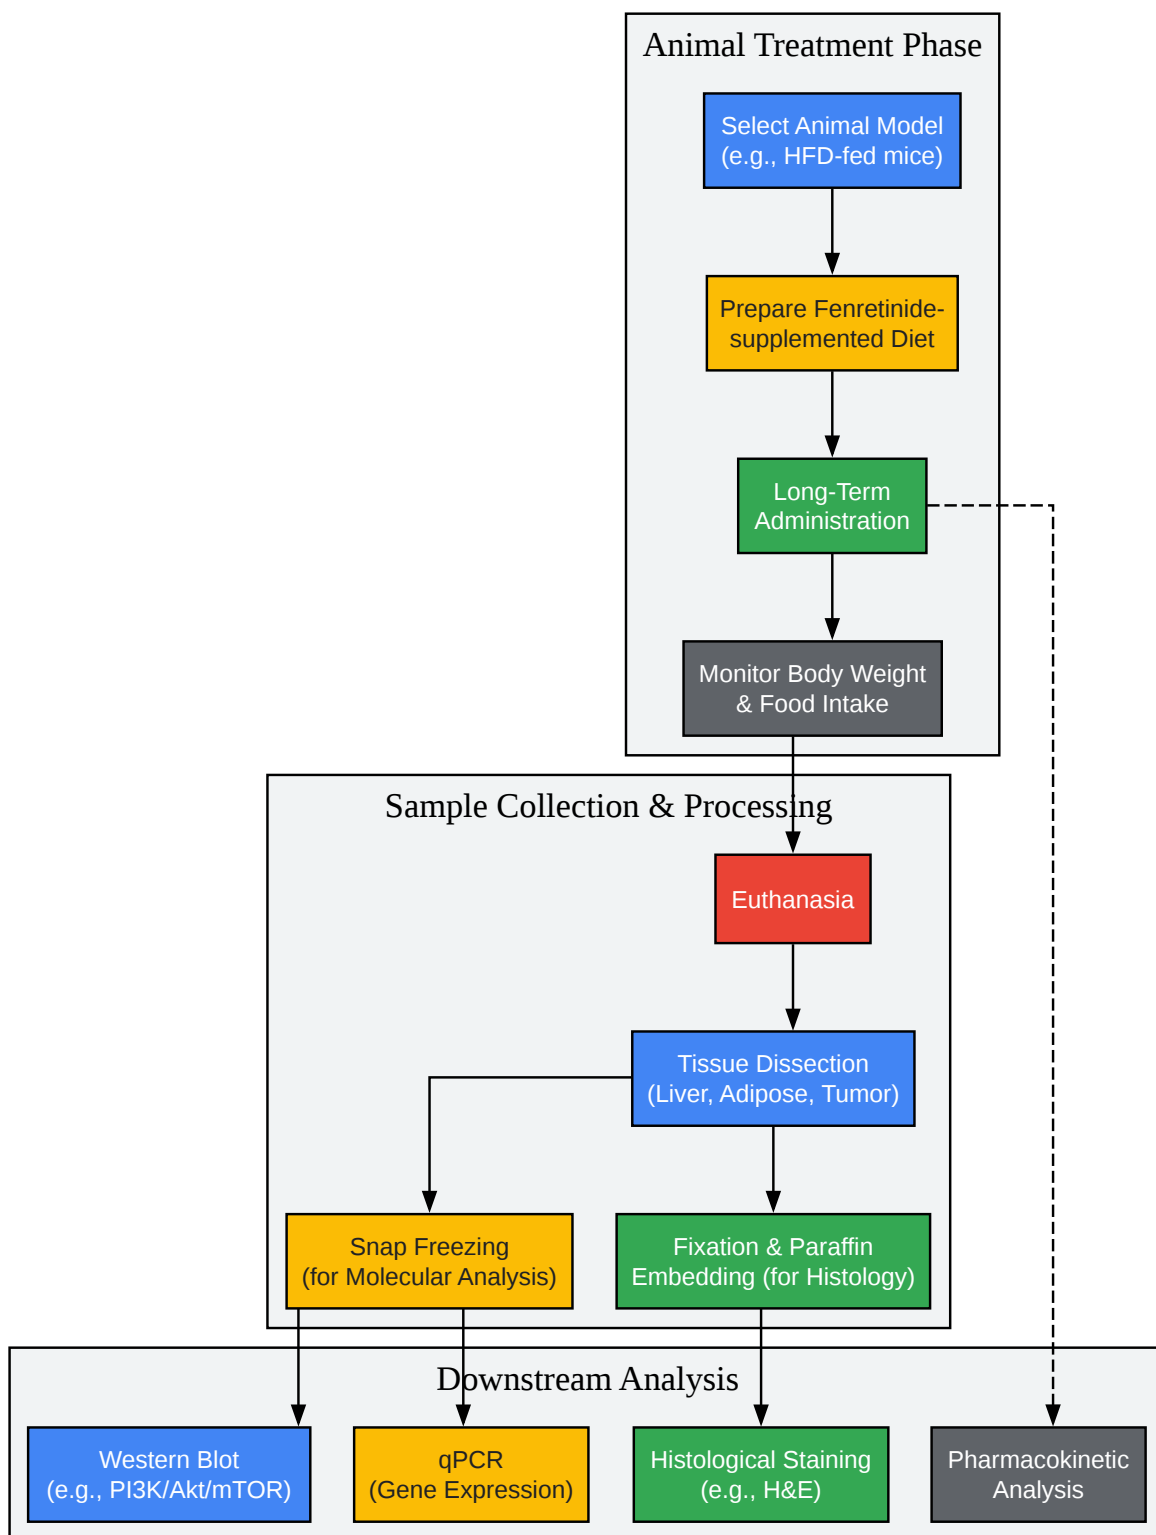 Animal Treatment Phase
Select Animal Model
(e.g., HFD-fed mice)
Prepare Fenretinide-
supplemented Diet
Long-Term
Administration
Monitor Body Weight
& Food Intake
Sample Collection & Processing
Euthanasia
Tissue Dissection
(Liver, Adipose, Tumor)
Snap Freezing
(for Molecular Analysis)
Fixation & Paraffin
Embedding (for Histology)
Downstream Analysis
Western Blot
(e.g., PI3K/Akt/mTOR)
qPCR
(Gene Expression)
Histological Staining
(e.g., H&E)
Pharmacokinetic
Analysis